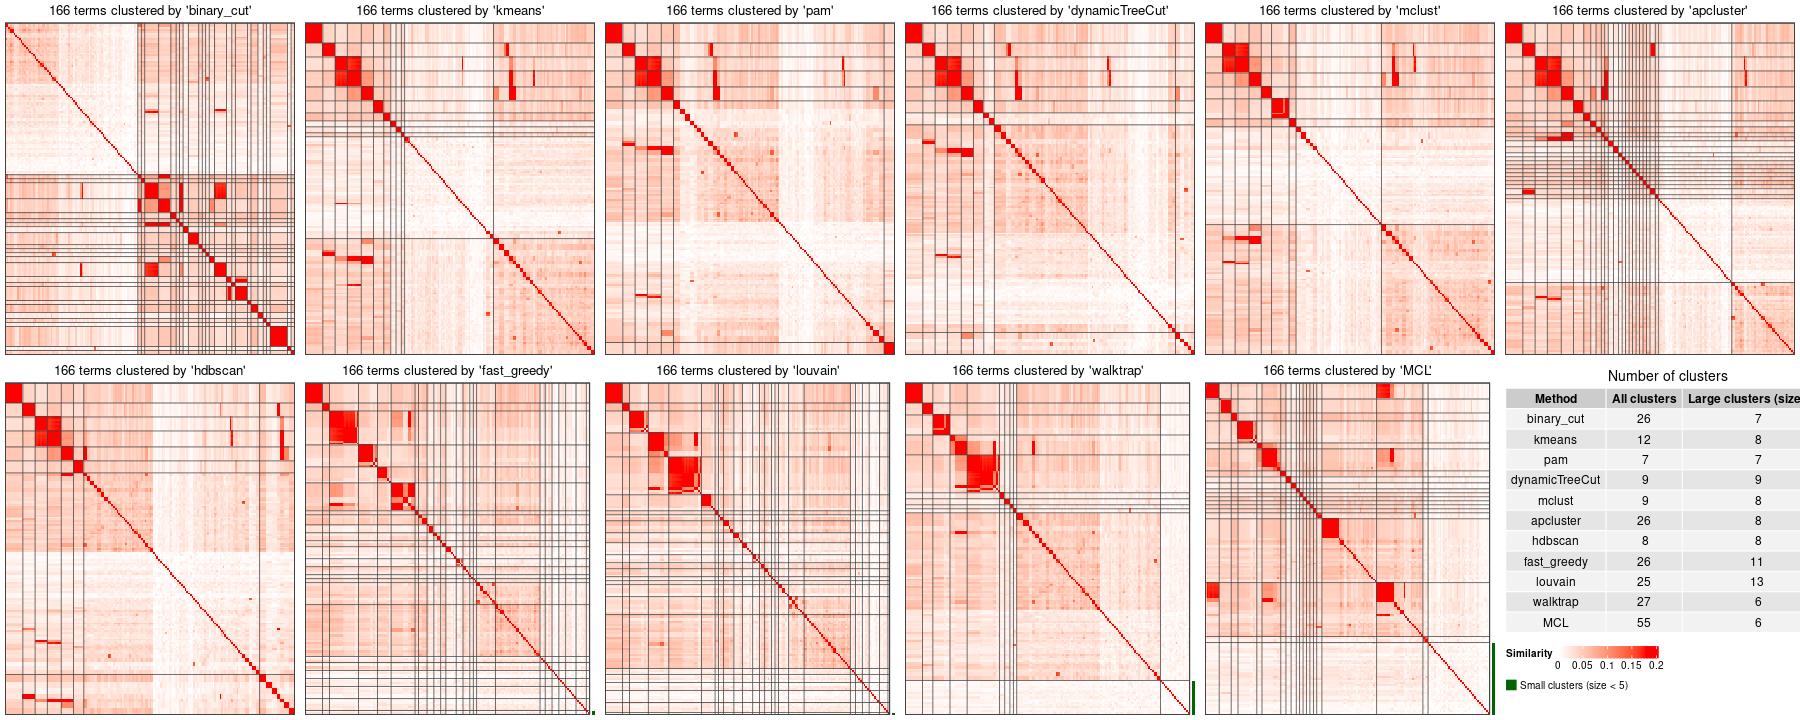 166 terms clustered by 'binary_cut'
166 terms clustered by 'kmeans'
166 terms clustered by 'pam'
166 terms clustered by 'dynamicTreeCut'
166 terms clustered by 'mclust'
166 terms clustered by 'apcluster'
166 terms clustered by 'hdbscan'
166 terms clustered by 'fast_greedy'
166 terms clustered by 'louvain'
166 terms clustered by 'walktrap'
166 terms clustered by 'MCL'
Number of clusters
Method All clusters Large clusters (size
binary_cut 26 7
kmeans 12 8
pam 7 7
dynamicTreeCut 9 9
mclust 9 8
apcluster 26 8
hdbscan 8 8
fast_greedy 26 11
louvain 25 13
walktrap 27 6
MCL 55 6
Similarity
0 0.05 0.1 0.15 0.2
Small clusters (size < 5)